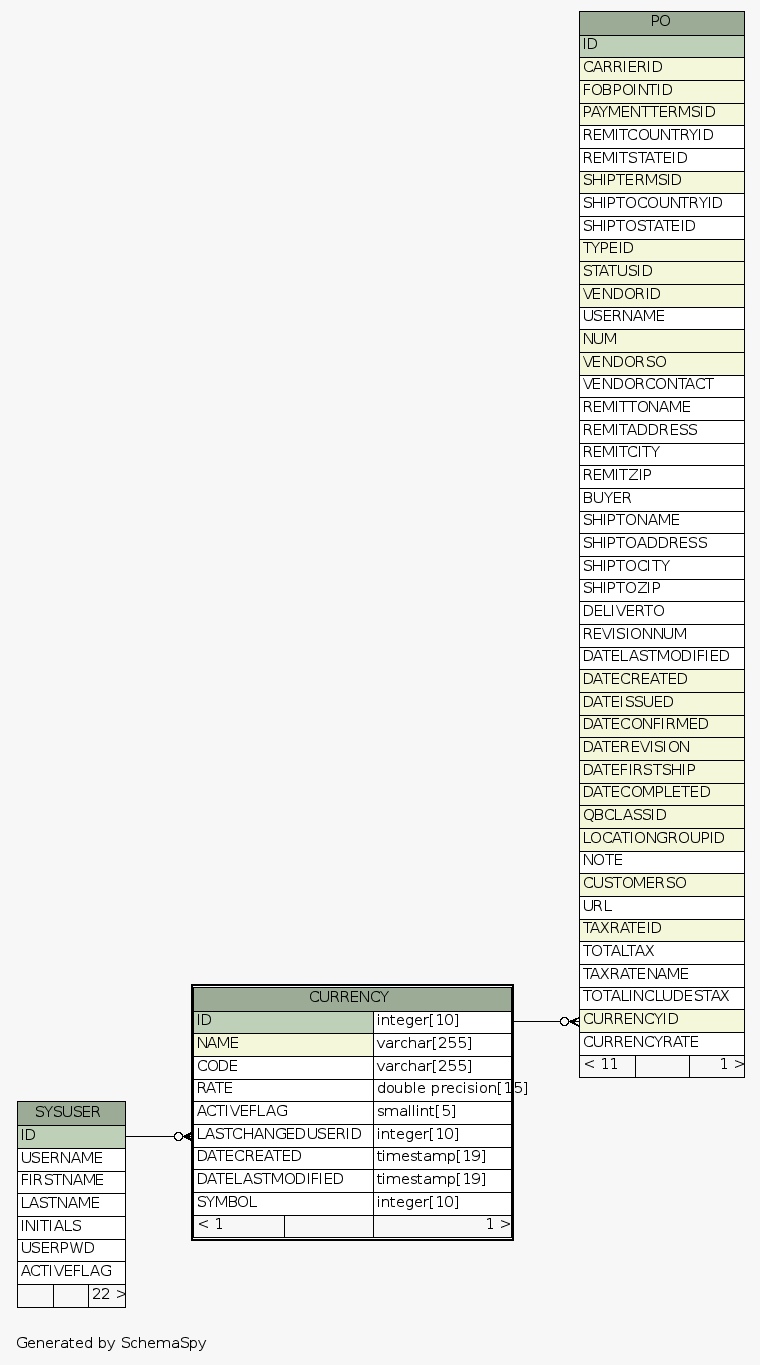 PO
ID
CARRIERID
FOBPOINTID
PAYMENTTERMSID
REMITCOUNTRYID
REMITSTATEID
SHIPTERMSID
SHIPTOCOUNTRYID
SHIPTOSTATEID
TYPEID
STATUSID
VENDORID
USERNAME
NUM
VENDORSO
VENDORCONTACT
REMITTONAME
REMITADDRESS
REMITCITY
REMITZIP
BUYER
SHIPTONAME
SHIPTOADDRESS
SHIPTOCITY
SHIPTOZIP
DELIVERTO
REVISIONNUM
DATELASTMODIFIED
DATECREATED
DATEISSUED
DATECONFIRMED
DATEREVISION
DATEFIRSTSHIP
DATECOMPLETED
QBCLASSID
LOCATIONGROUPID
NOTE
CUSTOMERSO
URL
TAXRATEID
TOTALTAX
TAXRATENAME
TOTALINCLUDESTAX
CURRENCYID
CURRENCYRATE
< 11 1 >
CURRENCY
ID integer[10]
NAME varchar[255]
CODE varchar[255]
RATE double precision[15]
ACTIVEFLAG smallint[5]
LASTCHANGEDUSERID integer[10]
DATECREATED timestamp[19]
DATELASTMODIFIED timestamp[19]
SYMBOL integer[10]
< 1 1 >
SYSUSER
ID
USERNAME
FIRSTNAME
LASTNAME
INITIALS
USERPWD
ACTIVEFLAG
22 >
Generated by SchemaSpy